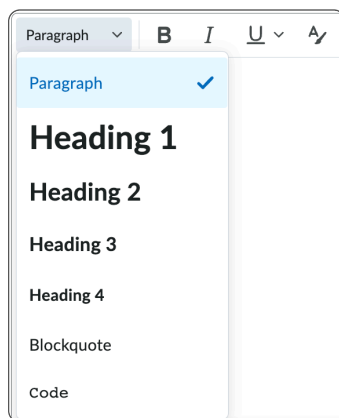 Paragraph B I U A
Paragraph
Heading 1
Heading 2
Heading 3
Heading 4
Blockquote
Code